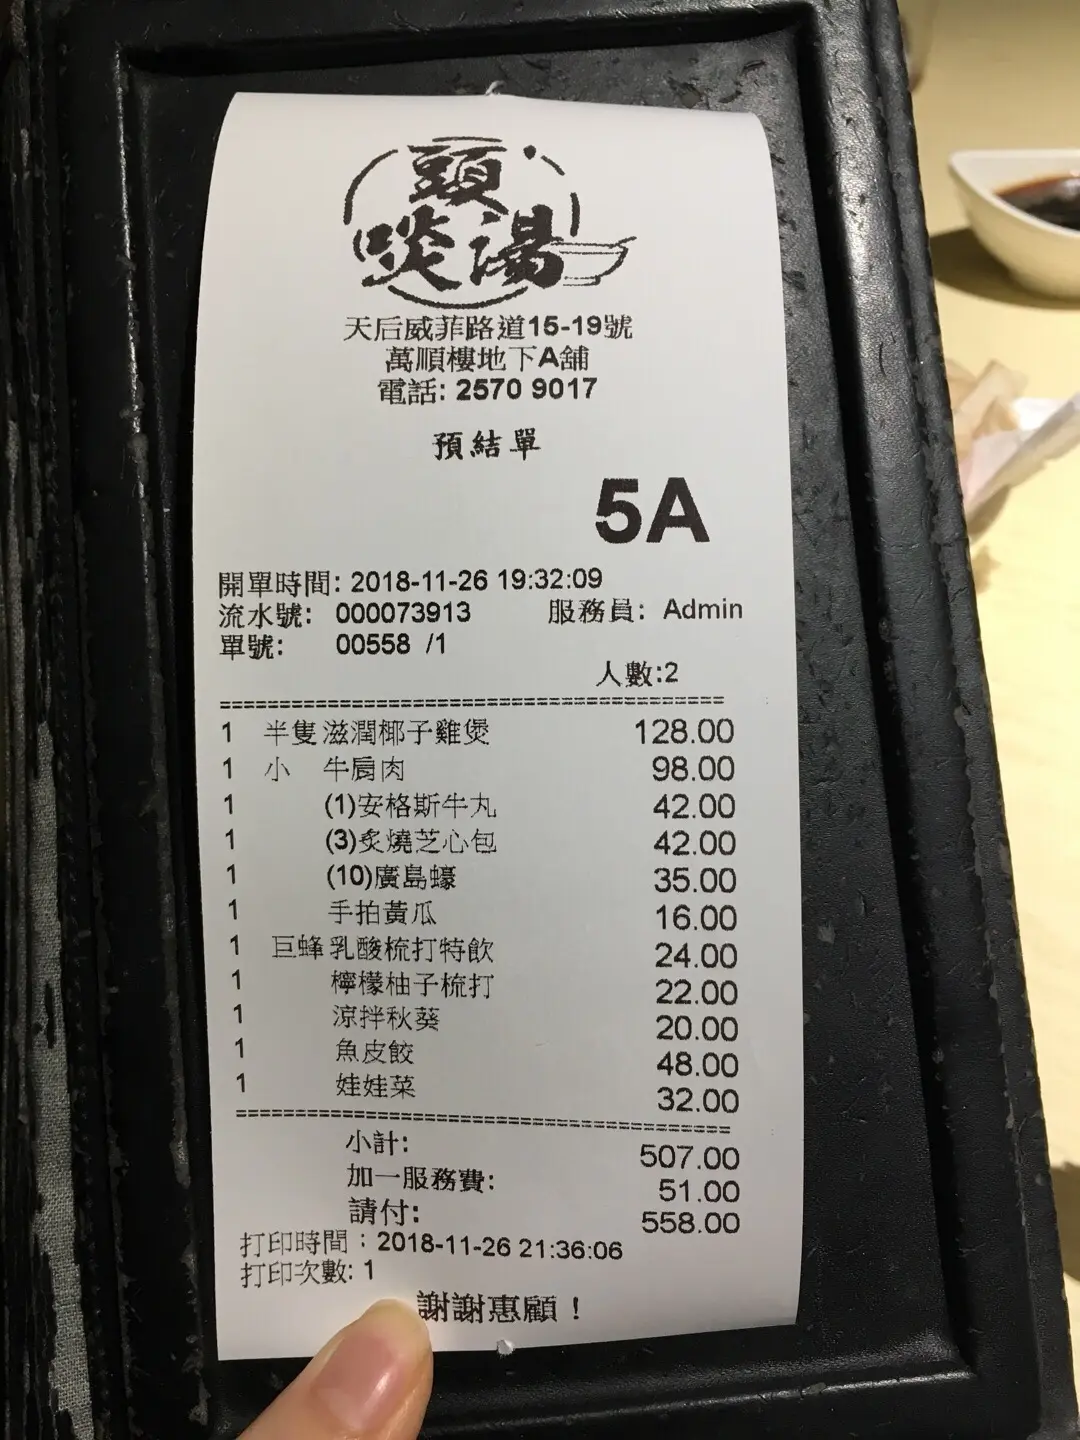 頭
啖湯
天后威菲路道15-19號
萬順樓地下A舖
電話: 2570 9017
預結單
5A
開單時間: 2018-11-26 19:32:09
流水號: 000073913 服務員: Admin
單號: 00558 /1
人數:2
1 半隻滋潤椰子雞煲 128.00
1 小 牛肩肉 98.00
1 (1)安格斯牛丸 42.00
1 (3)炙燒芝心包 42.00
1 (10)廣島蠔 35.00
1 手拍黃瓜 16.00
1 巨蜂乳酸梳打特飲 24.00
1 檸檬柚子梳打 22.00
1 涼拌秋葵 20.00
1 魚皮餃 48.00
1 娃娃菜 32.00
小計: 507.00
加一服務費: 51.00
請付: 558.00
打印時間：2018-11-26 21:36:06
打印次數: 1
謝謝惠顧！